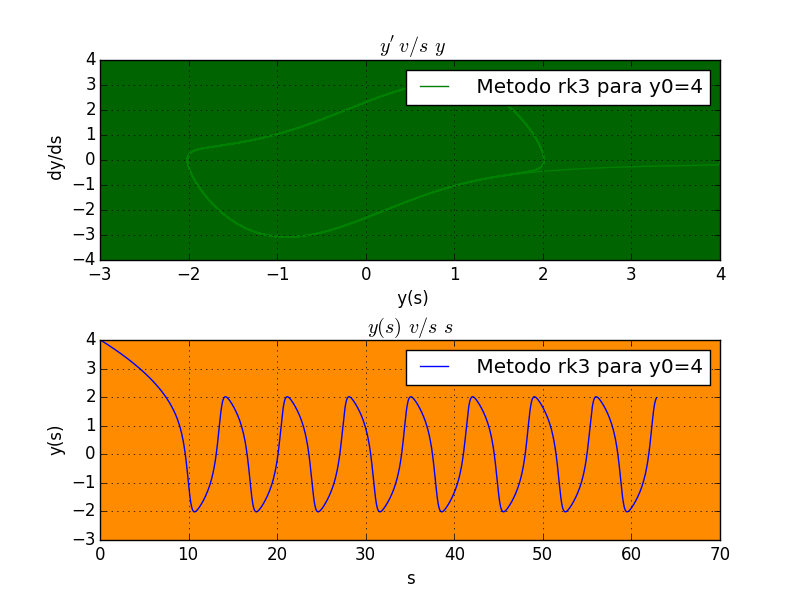 y′ v/s y
4
3
2
1
0
−1
−2
−3
−4
dy/ds
Metodo rk3 para y0=4
−3 −2 −1 0 1 2 3 4
y(s)
y(s) v/s s
4
3
2
1
0
−1
−2
−3
y(s)
Metodo rk3 para y0=4
0 10 20 30 40 50 60 70
s